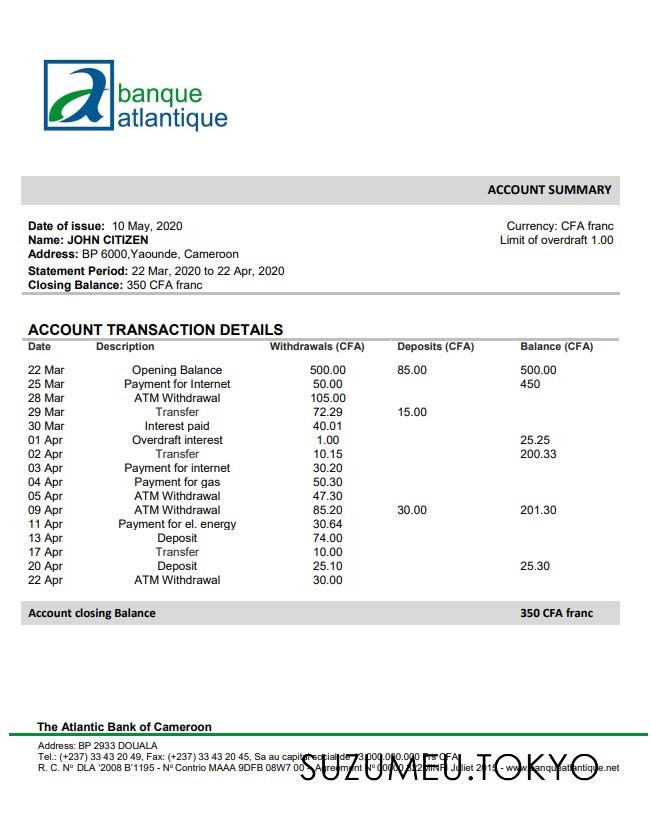 banque
atlantique
ACCOUNT SUMMARY
Date of issue: 10 May, 2020
Currency: CFA franc
Name: JOHN CITIZEN
Limit of overdraft 1.00
Address: BP 6000,Yaounde, Cameroon
Statement Period: 22 Mar, 2020 to 22 Apr, 2020
Closing Balance: 350 CFA franc
ACCOUNT TRANSACTION DETAILS
Date Description Withdrawals (CFA) Deposits (CFA) Balance (CFA)
22 Mar Opening Balance 500.00 85.00 500.00
25 Mar Payment for Internet 50.00 450
28 Mar ATM Withdrawal 105.00
29 Mar Transfer 72.29 15.00
30 Mar Interest paid 40.01
01 Apr Overdraft interest 1.00 25.25
02 Apr Transfer 10.15 200.33
03 Apr Payment for internet 30.20
04 Apr Payment for gas 50.30
05 Apr ATM Withdrawal 47.30
09 Apr ATM Withdrawal 85.20 30.00 201.30
11 Apr Payment for el. energy 30.64
13 Apr Deposit 74.00
17 Apr Transfer 10.00
20 Apr Deposit 25.10 25.30
22 Apr ATM Withdrawal 30.00
Account closing Balance 350 CFA franc
The Atlantic Bank of Cameroon
Address: BP 2933 DOUALA
Tel.: (+237) 33 43 20 49, Fax: (+237) 33 43 20 45, Sa au capital social de Frs CFA
R. C. Nº DLA '2008 B'1195 - Nº Contrio MAAA 9DFB 08W7 00 - Agreement Nº Juillet 2015 - www.banqueatlantique.net
SUZUMEU.TOKYO